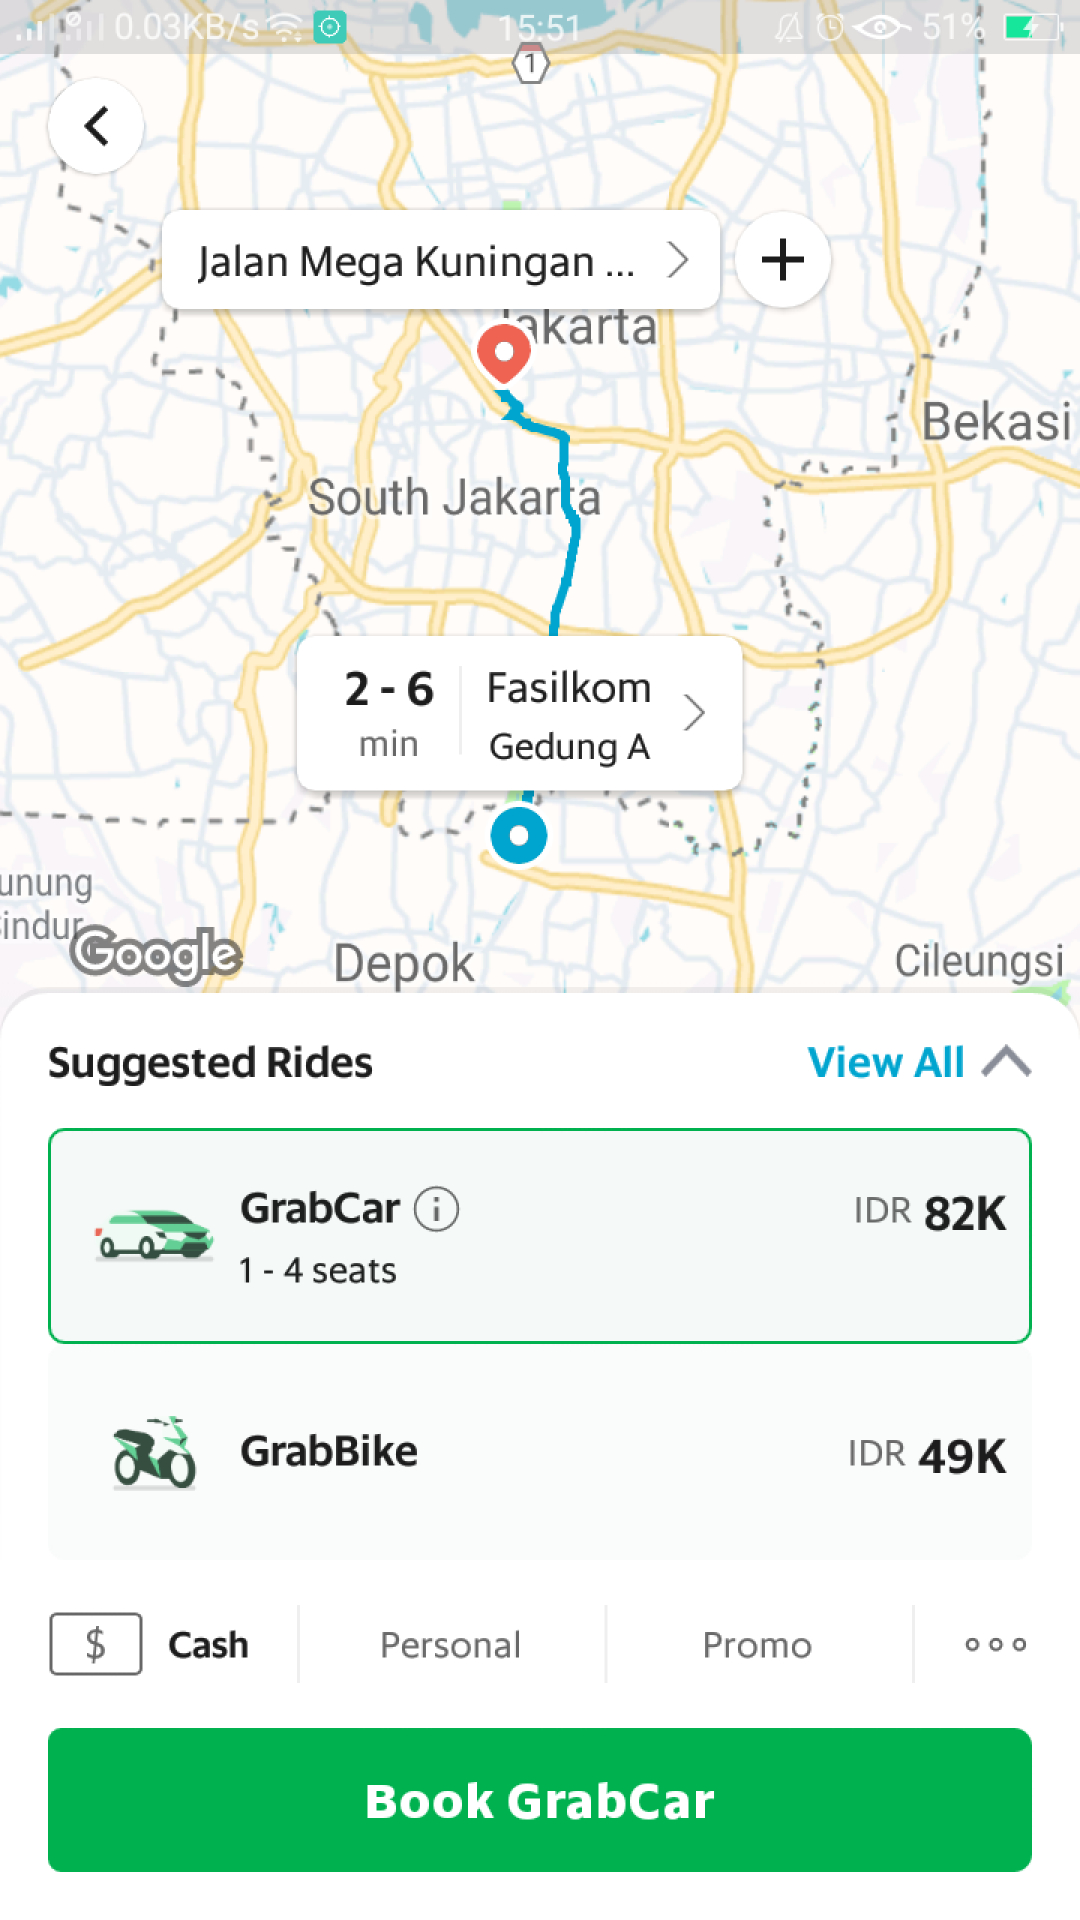 0.03KB/s 15:51 51%
1
Jalan Mega Kuningan ...
Jakarta
Bekasi
South Jakarta
2 - 6
min
Fasilkom
Gedung A
unung
indur
Google
Depok
Cileungsi
Suggested Rides
View All
GrabCar
IDR 82K
1 - 4 seats
GrabBike
IDR 49K
$ Cash
Personal
Promo
Book GrabCar